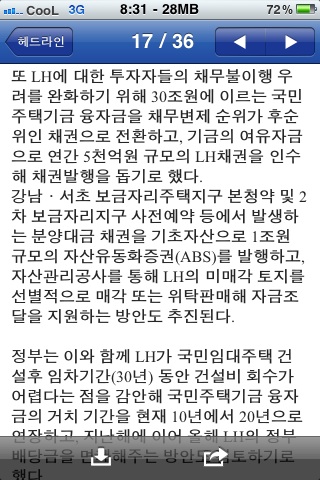 CooL 3G 8:31 - 28MB 72%
헤드라인 17 / 36
또 LH에 대한 투자자들의 채무불이행 우
려를 완화하기 위해 30조원에 이르는 국민
주택기금 융자금을 채무변제 순위가 후순
위인 채권으로 전환하고, 기금의 여유자금
으로 연간 5천억원 규모의 LH채권을 인수
해 채권발행을 돕기로 했다.
강남ㆍ서초 보금자리주택지구 본청약 및 2
차 보금자리지구 사전예약 등에서 발생하
는 분양대금 채권을 기초자산으로 1조원
규모의 자산유동화증권(ABS)를 발행하고,
자산관리공사를 통해 LH의 미매각 토지를
선별적으로 매각 또는 위탁판매해 자금조
달을 지원하는 방안도 추진된다.
정부는 이와 함께 LH가 국민임대주택 건
설후 임차기간(30년) 동안 건설비 회수가
어렵다는 점을 감안해 국민주택기금 융자
금의 거치 기간을 현재 10년에서 20년으로
연장하고, 지난해에 이어 올해 LH의 정부
배당금을 면제해주는 방안도 검토하기로
했다